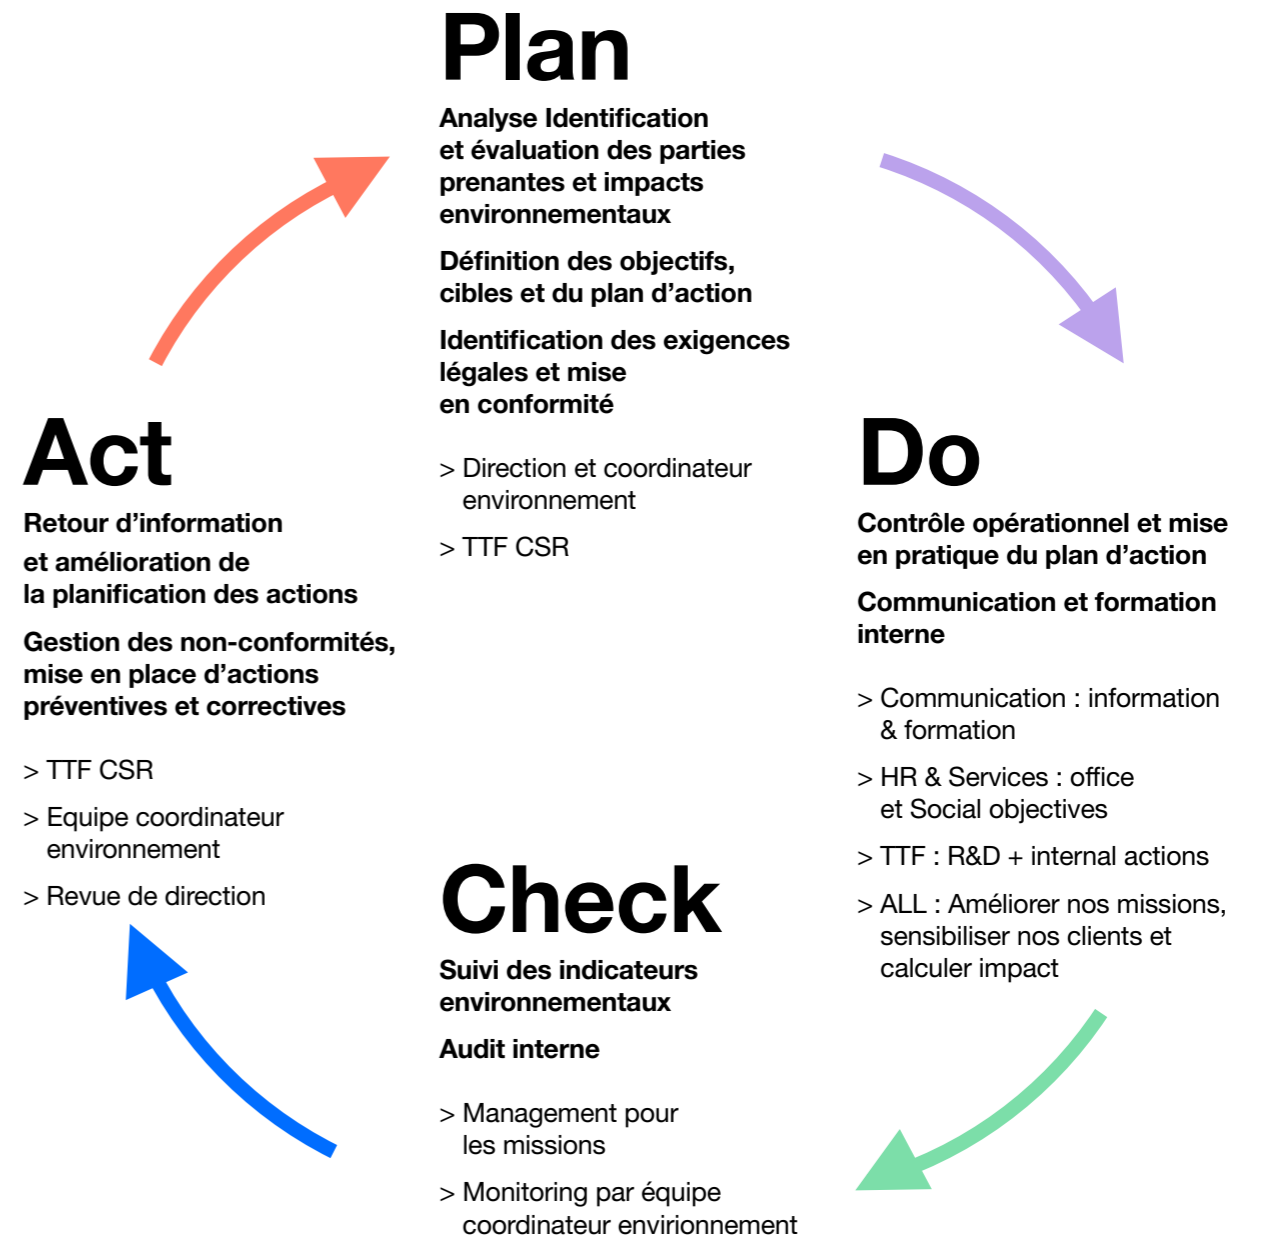 Plan
Analyse Identification
et évaluation des parties
prenantes et impacts
environnementaux
Définition des objectifs,
cibles et du plan d’action
Identification des exigences
légales et mise
en conformité
> Direction et coordinateur
environnement
> TTF CSR
Do
Contrôle opérationnel et mise
en pratique du plan d’action
Communication et formation
interne
> Communication : information
& formation
> HR & Services : office
et Social objectives
> TTF : R&D + internal actions
> ALL : Améliorer nos missions,
sensibiliser nos clients et
calculer impact
Check
Suivi des indicateurs
environnementaux
Audit interne
> Management pour
les missions
> Monitoring par équipe
coordinateur envirionnement
Act
Retour d’information
et amélioration de
la planification des actions
Gestion des non-conformités,
mise en place d’actions
préventives et correctives
> TTF CSR
> Equipe coordinateur
environnement
> Revue de direction